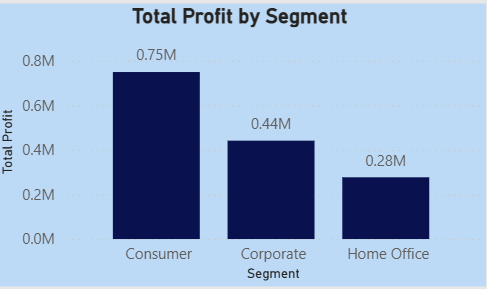 Total Profit by Segment
0.75M
0.8M
0.6M
0.44M
0.4M
0.28M
0.2M
0.0M
Total Profit
Consumer Corporate Home Office
Segment